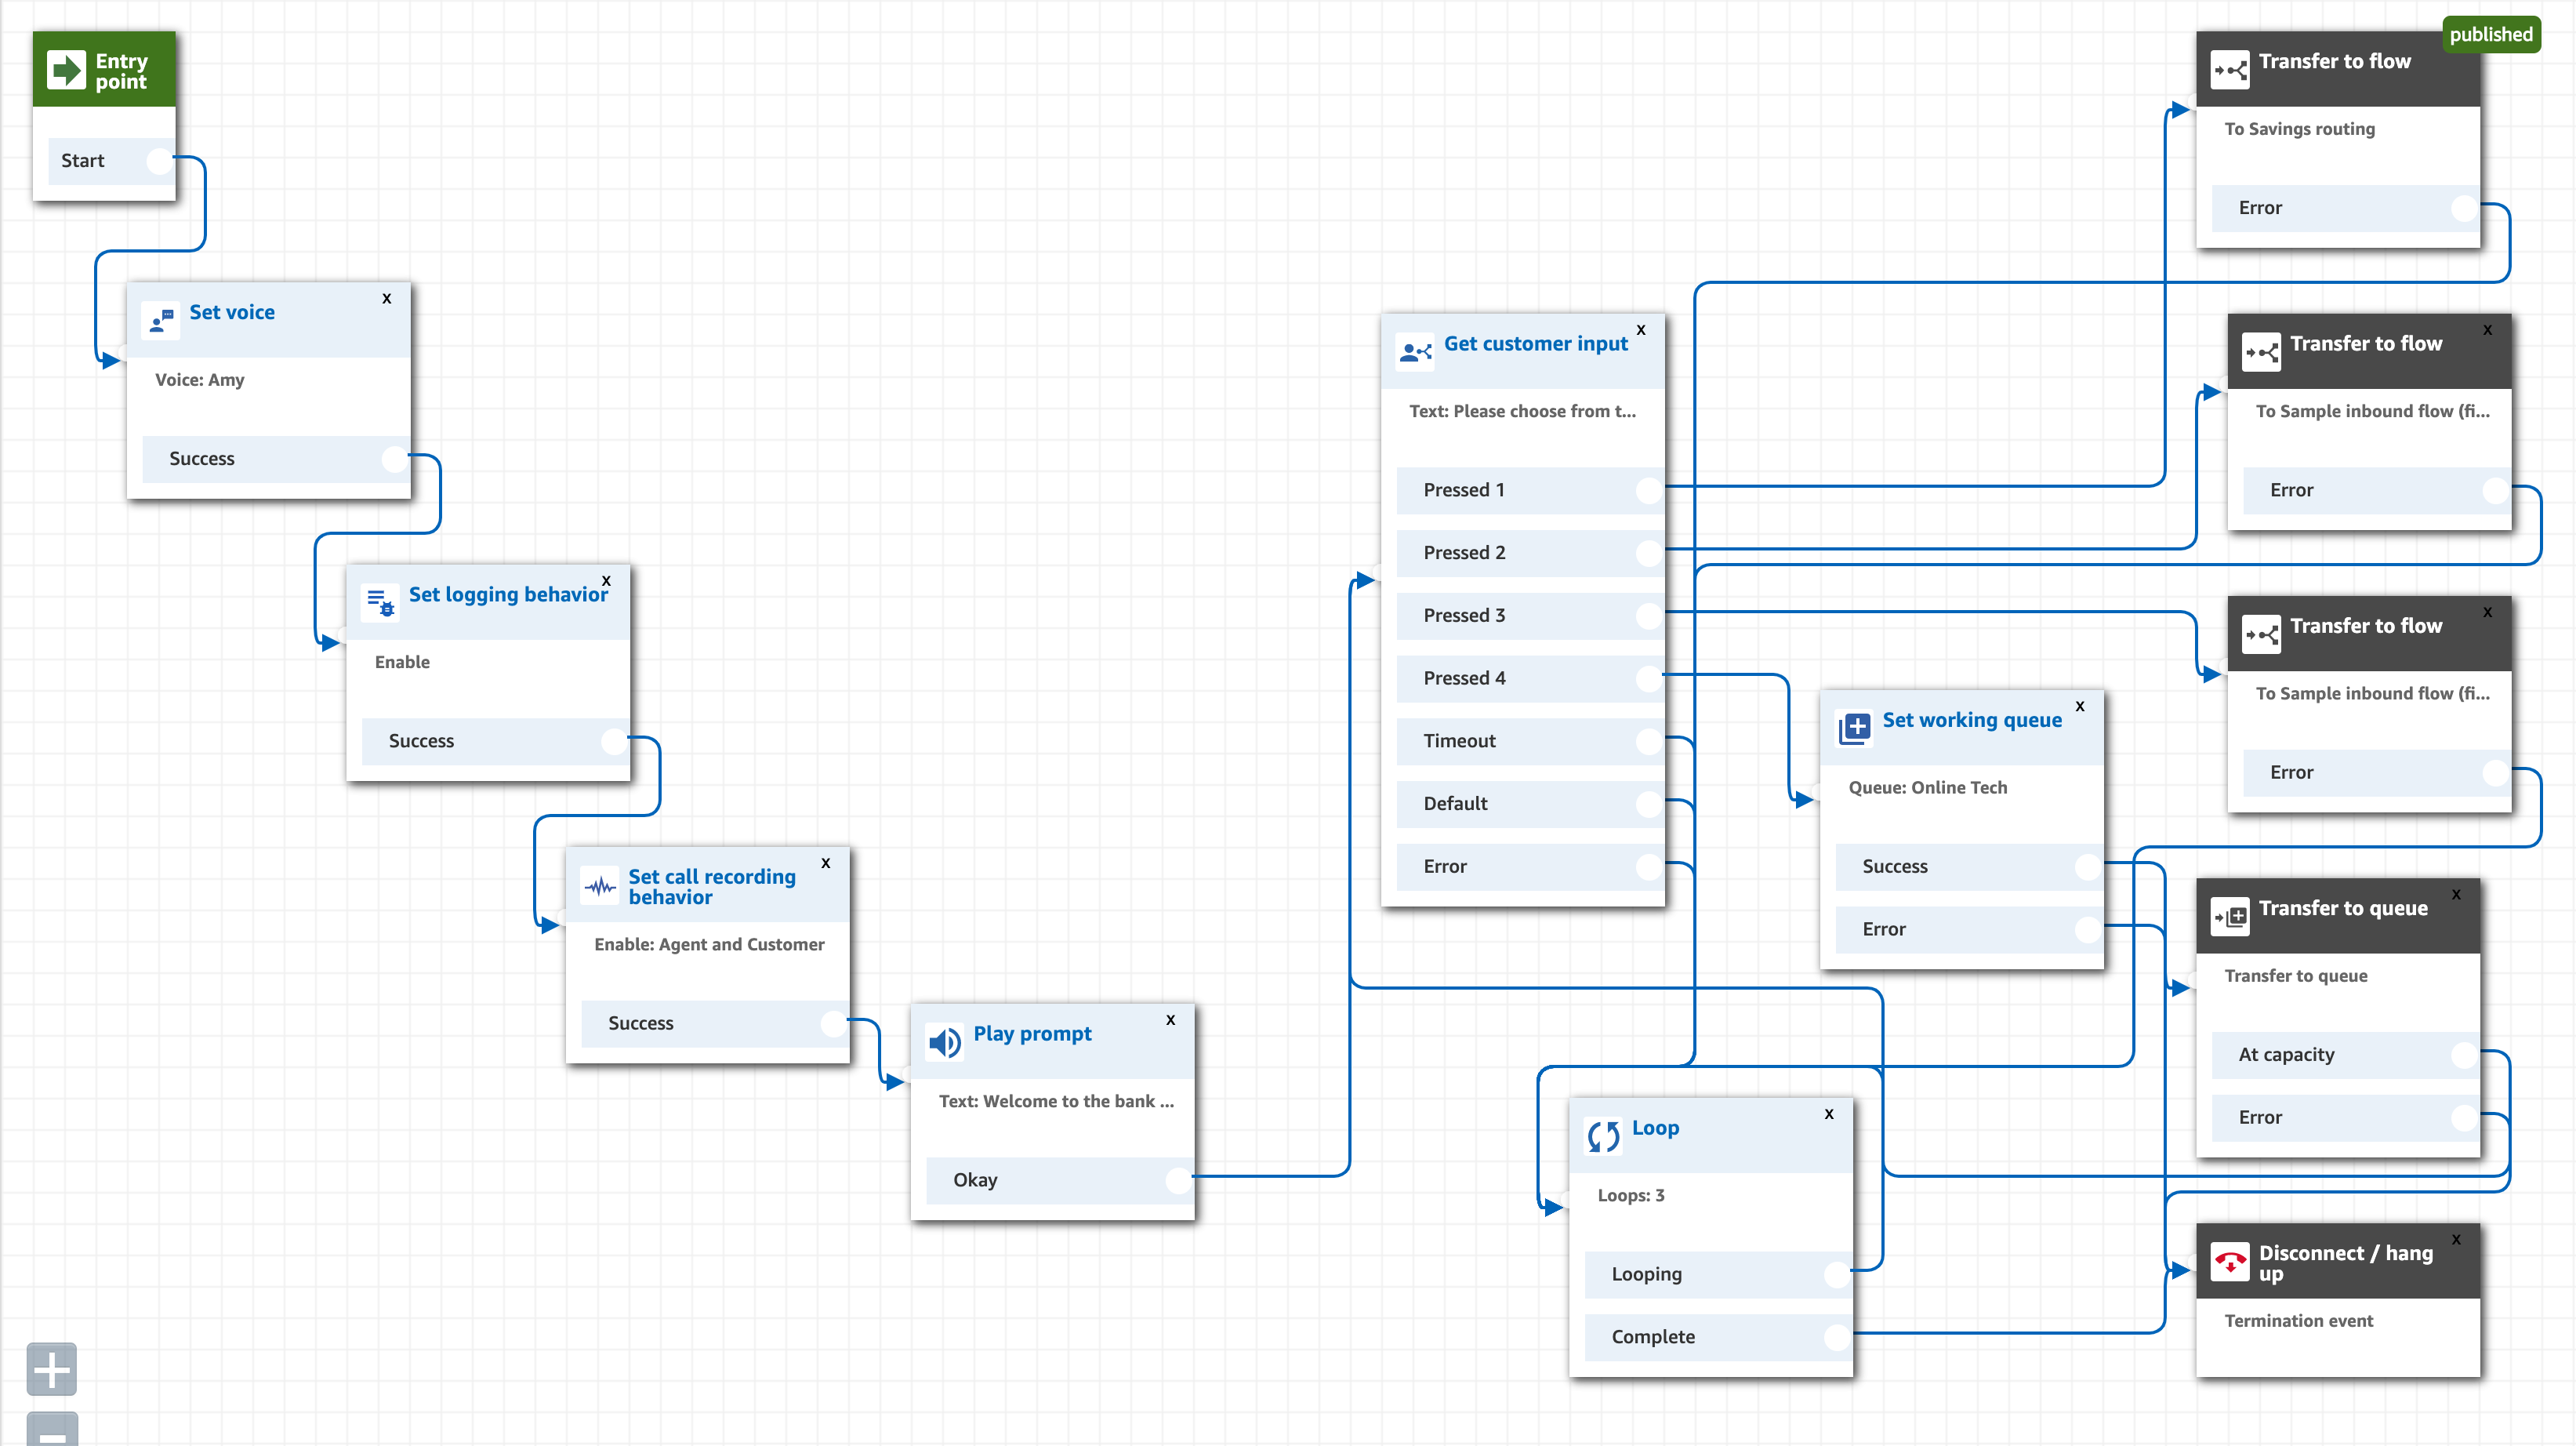 Entry
point
Start
Set voice
x
Voice: Amy
Success
Set logging behavior
x
Enable
Success
Set call recording
behavior
x
Enable: Agent and Customer
Success
Play prompt
x
Text: Welcome to the bank ...
Okay
Get customer input
x
Text: Please choose from t...
Pressed 1
Pressed 2
Pressed 3
Pressed 4
Timeout
Default
Error
Set working queue
x
Queue: Online Tech
Success
Error
Loop
x
Loops: 3
Looping
Complete
published
Transfer to flow
To Savings routing
Error
Transfer to flow
x
To Sample inbound flow (fi...
Error
Transfer to flow
x
To Sample inbound flow (fi...
Error
Transfer to queue
x
Transfer to queue
At capacity
Error
Disconnect / hang
up
x
Termination event